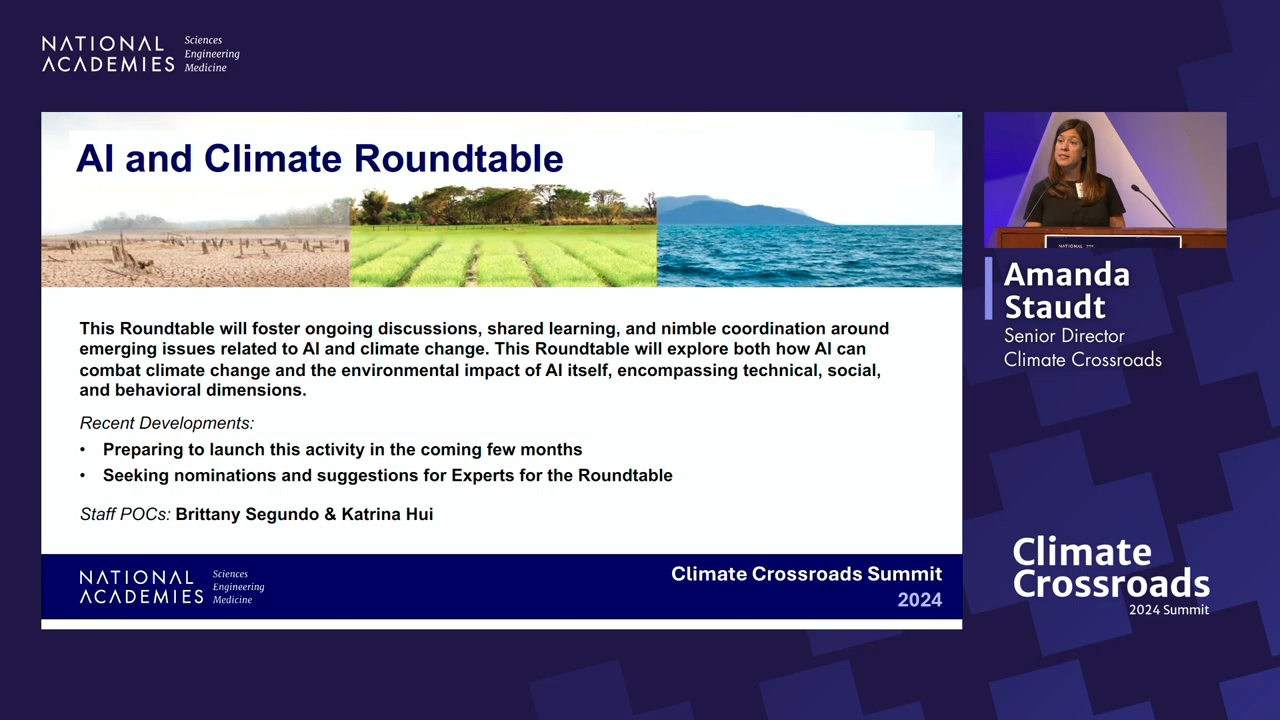 NATIONAL
ACADEMIES
Sciences
Engineering
Medicine
AI and Climate Roundtable
This Roundtable will foster ongoing discussions, shared learning, and nimble coordination around
emerging issues related to AI and climate change. This Roundtable will explore both how AI can
combat climate change and the environmental impact of AI itself, encompassing technical, social,
and behavioral dimensions.
Recent Developments:
• Preparing to launch this activity in the coming few months
• Seeking nominations and suggestions for Experts for the Roundtable
Staff POCs: Brittany Segundo & Katrina Hui
NATIONAL
ACADEMIES
Sciences
Engineering
Medicine
Climate Crossroads Summit
2024
NATIONAL
Amanda
Staudt
Senior Director
Climate Crossroads
Climate
Crossroads
2024 Summit